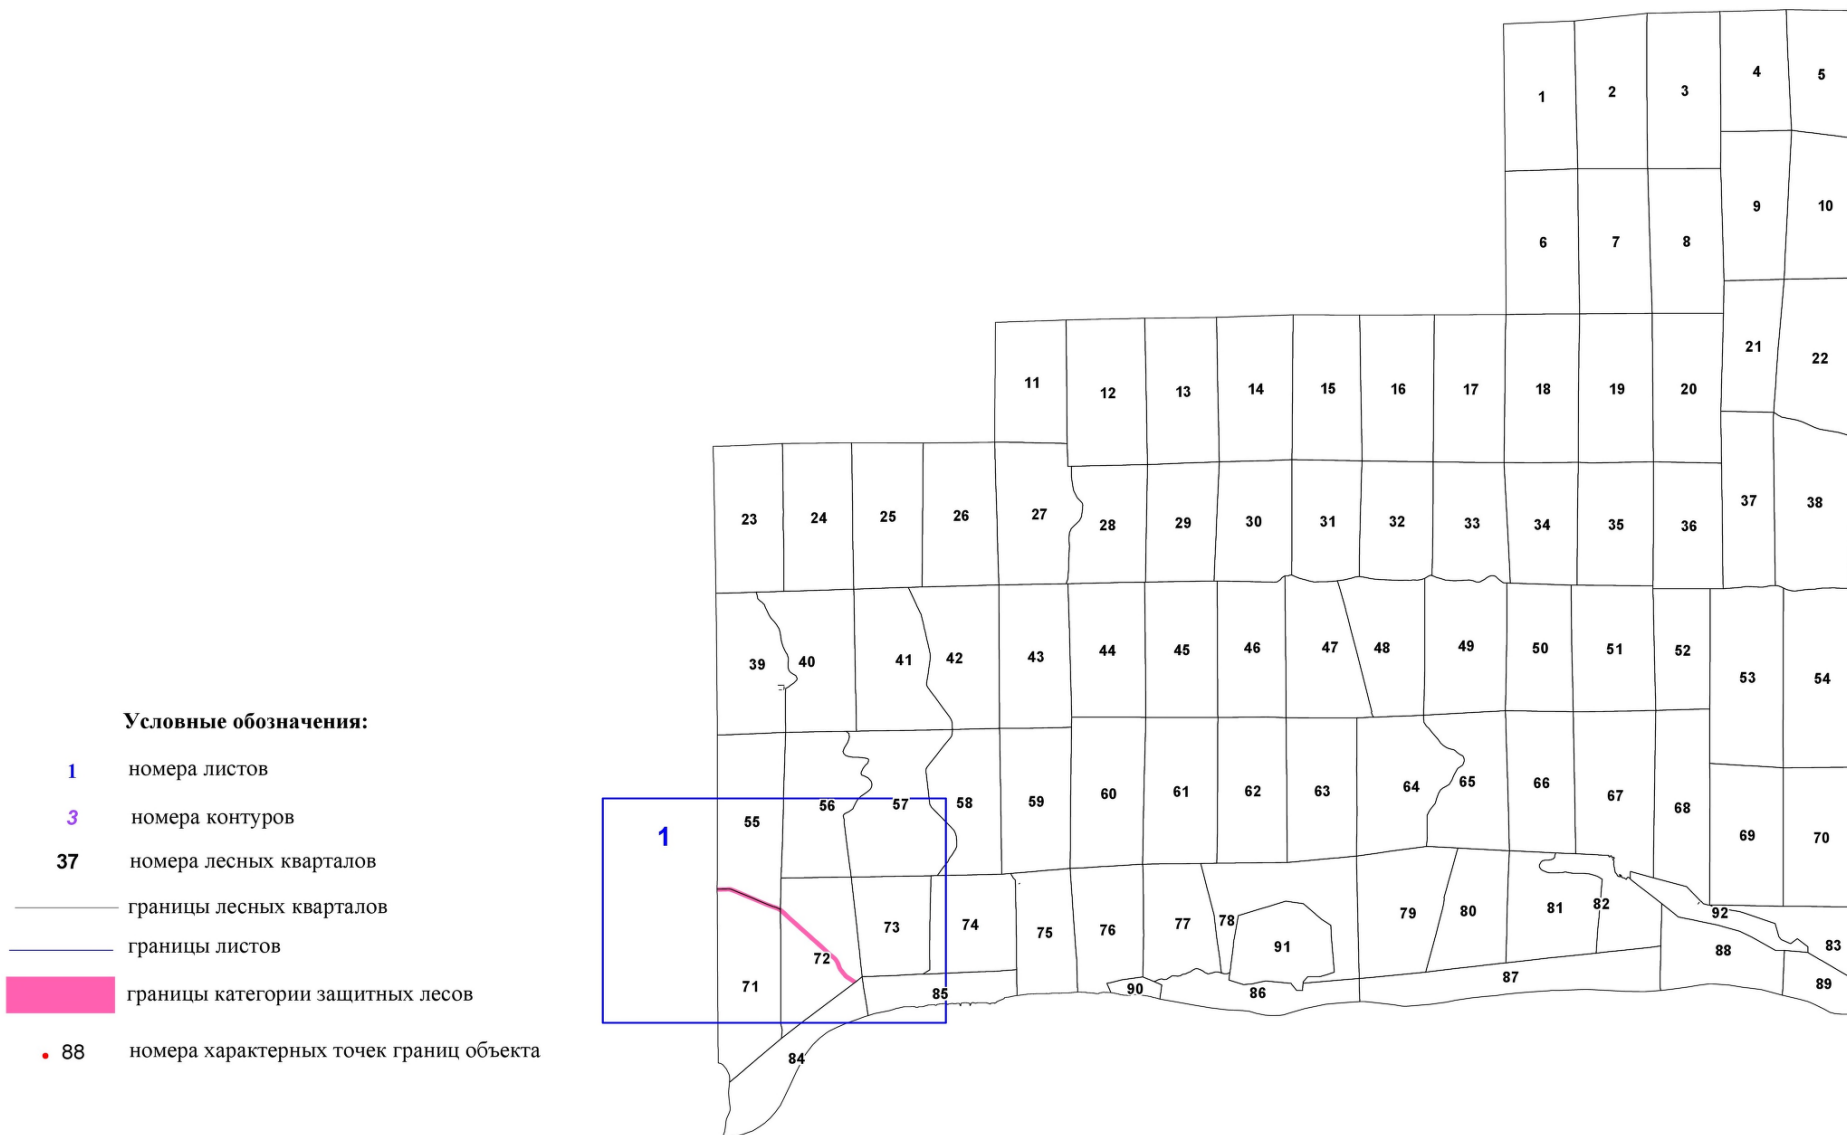 4 5
1 2 3
9 10
6 7 8
21 22
11 12 13 14 15 16 17 18 19 20
23 24 25 26 27 28 29 30 31 32 33 34 35 36 37 38
39 40 41 42 43 44 45 46 47 48 49 50 51 52 53 54
55 56 57 58 59 60 61 62 63 64 65 66 67 68 69 70
1
71 72 73 74 75 76 77 78 91 79 80 81 82 92 88 83
85 90 86 87 89
84
Условные обозначения:
1 номера листов
3 номера контуров
37 номера лесных кварталов
границы лесных кварталов
границы листов
границы категории защитных лесов
88 номера характерных точек границ объекта